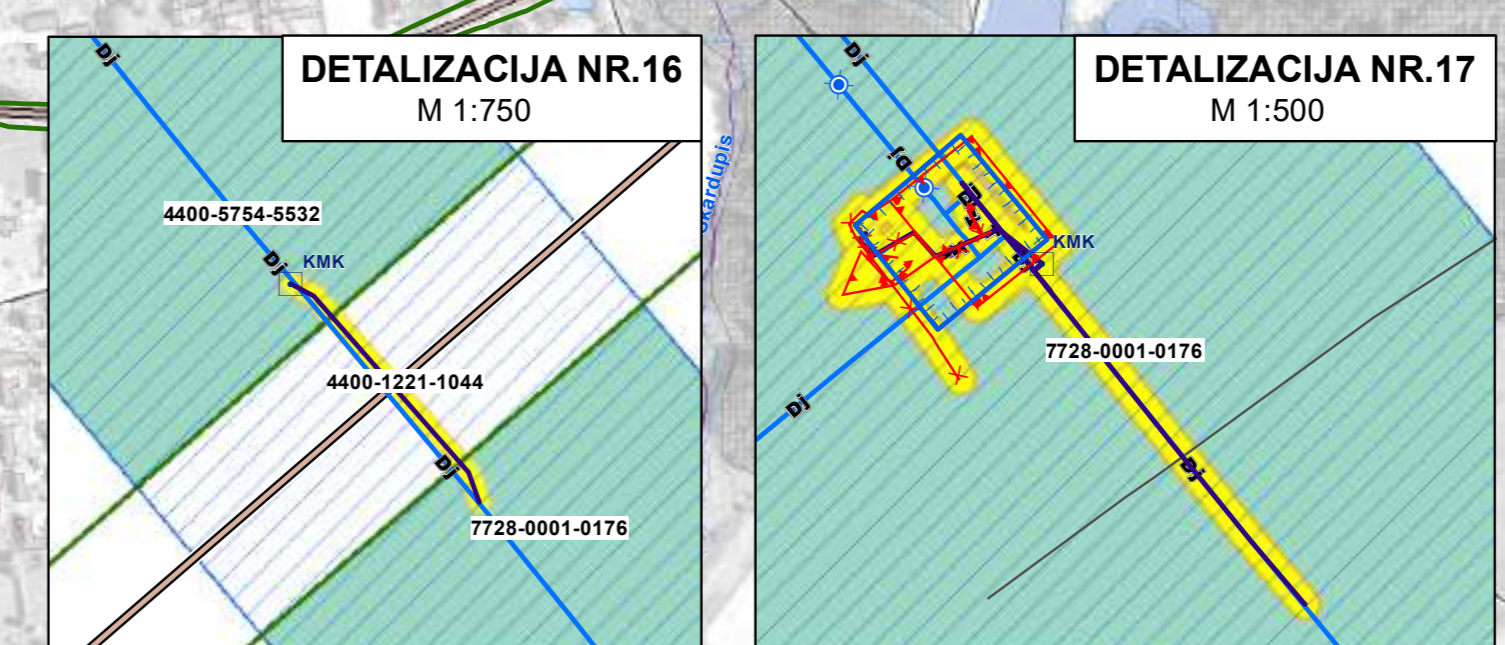 DETALIZACIJA NR.16
M 1:750
Dj
4400-5754-5532
Dj
KMK
4400-1221-1044
Dj
7728-0001-0176
Skardupis
DETALIZACIJA NR.17
M 1:500
Dj
Dj
KMK
7728-0001-0176
Dj
Dj